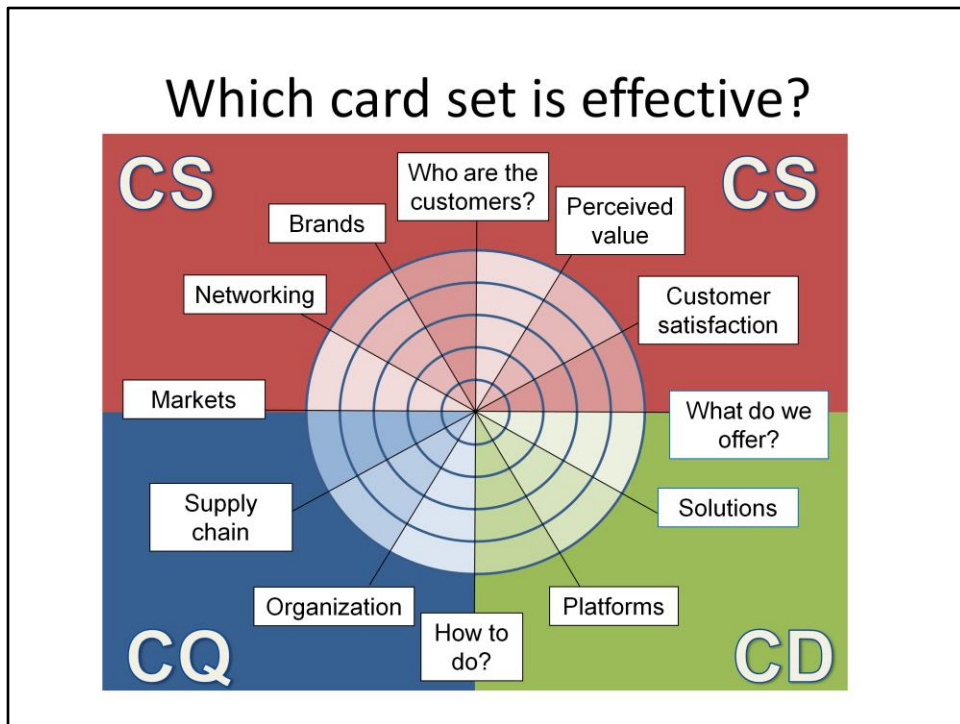 Which card set is effective?
CS
CS
Who are the
customers?
Perceived
value
Brands
Networking
Customer
satisfaction
Markets
What do we
offer?
Supply
chain
Solutions
Organization
Platforms
How to
do?
CQ
CD